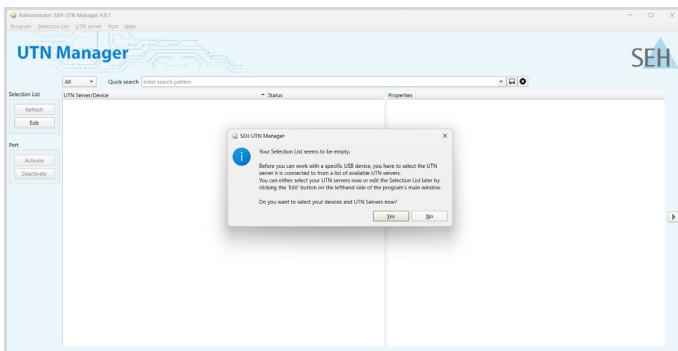 Administrator: SEH UTN Manager 4.0.1
Program Selection List UTN server Port Help
UTN Manager
SEH
All Quick search Enter search pattern
Selection List
UTN Server/Device Status Properties
Refresh
Edit
Port
Activate
Deactivate
SEH UTN Manager
Your Selection List seems to be empty.
Before you can work with a specific USB device, you have to select the UTN
server it is connected to from a list of available UTN
servers.
You can either select your UTN servers now or edit the Selection List later by
clicking the 'Edit' button on the lefthand side of the program's main window.
Do you want to select your devices and UTN Servers now?
Yes No